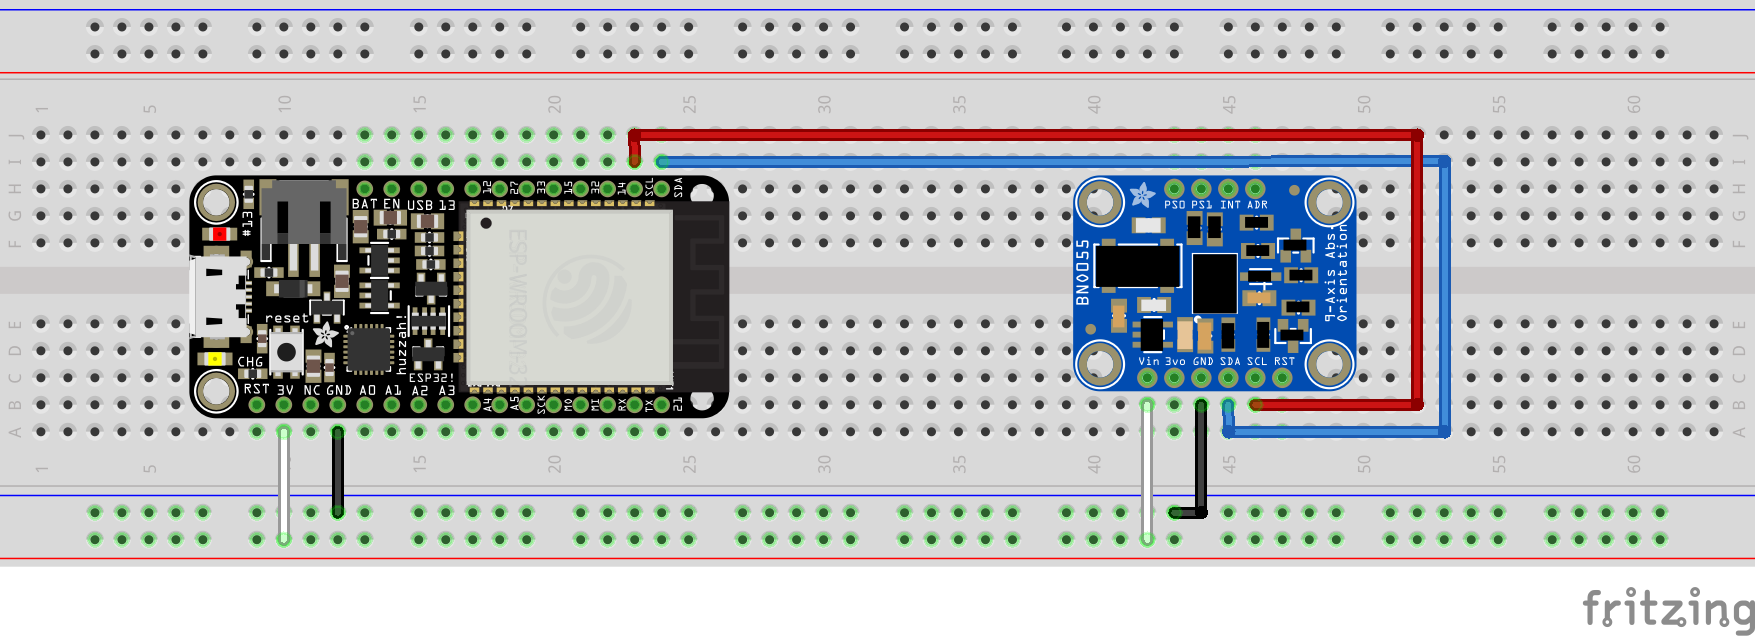 1 5 10 15 20 25 30 35 40 45 50 55 60
J J
I I
H H
G G
F F
E E
D D
C C
B B
A A
12 27 33 15 32 14 SCL SDA
BAT EN USB 13
#13
reset
huzzah!
ESP32!
CHG
RST 3V NC GND A0 A1 A2 A3 A4 A5 SCK MO MI RX TX 21
ESP-WROOM-3
PS0 PS1 INT ADR
BNO055
9-Axis Abs.
Orientation
Vin 3vo GND SDA SCL RST
1 5 15 20 25 30 35 40 45 50 55 60
fritzing